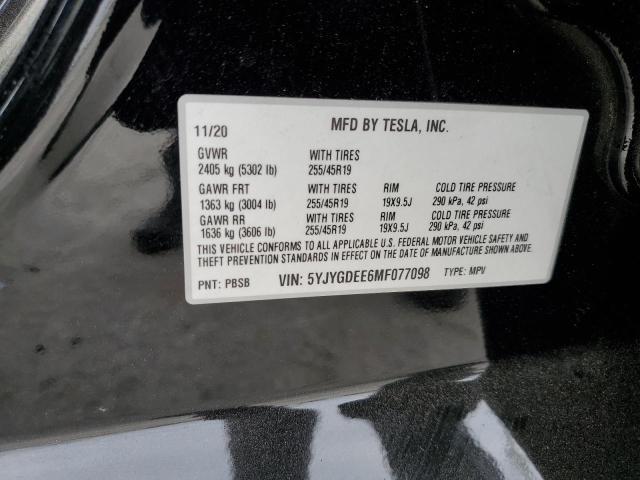 11/20 MFD BY TESLA, INC.
GVWR WITH TIRES
2405 kg (5302 lb) 255/45R19
GAWR FRT WITH TIRES RIM COLD TIRE PRESSURE
1363 kg (3004 lb) 255/45R19 19X9.5J 290 kPa, 42 psi
GAWR RR WITH TIRES RIM COLD TIRE PRESSURE
1636 kg (3606 lb) 255/45R19 19X9.5J 290 kPa, 42 psi
THIS VEHICLE CONFORMS TO ALL APPLICABLE U.S. FEDERAL MOTOR VEHICLE SAFETY AND
THEFT PREVENTION STANDARDS IN EFFECT ON THE DATE OF MANUFACTURE SHOWN ABOVE.
PNT: PBSB VIN: 5YJYGDEE6MF077098 TYPE: MPV